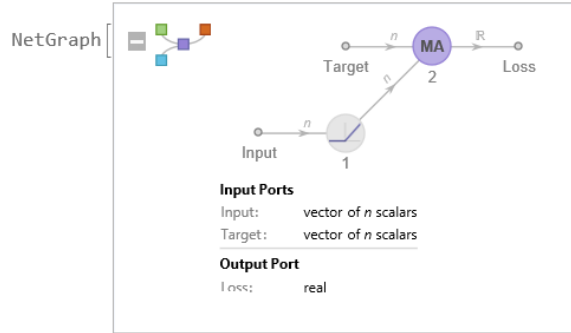 NetGraph[
n
MA
ℝ
Target
2
Loss
n
n
Input
1
Input Ports
Input: vector of n scalars
Target: vector of n scalars
Output Port
Loss: real